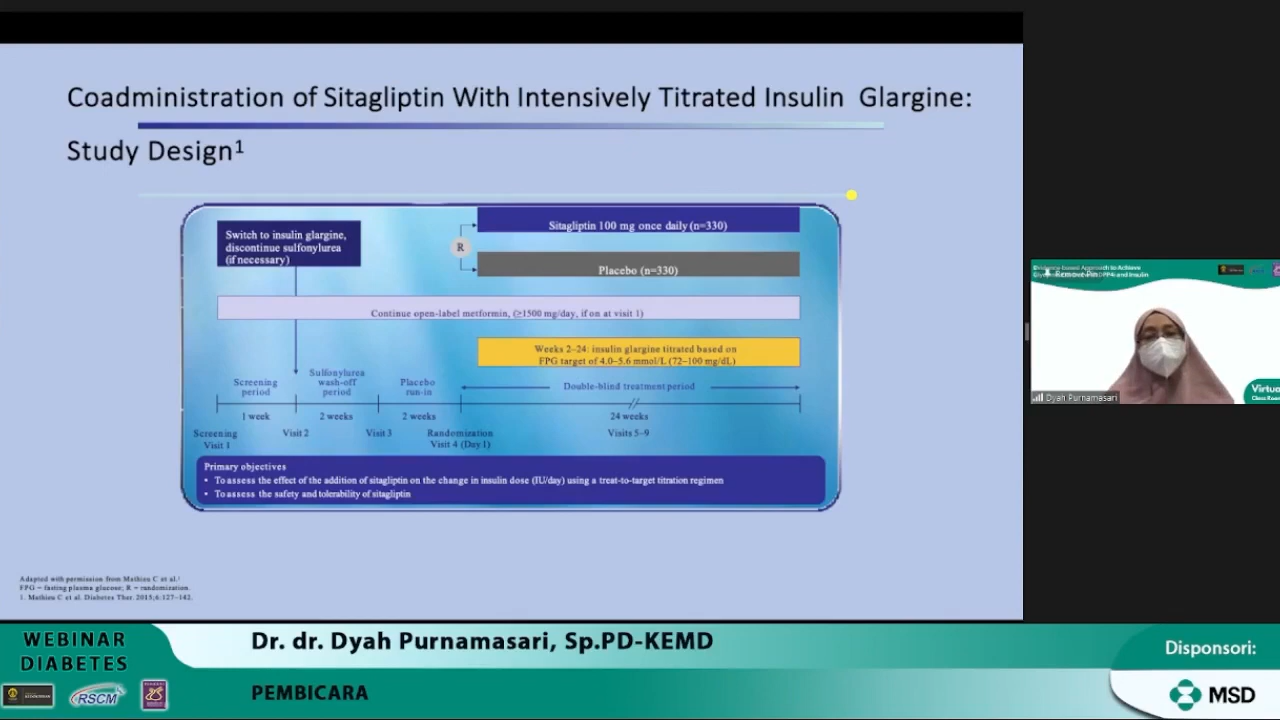 Coadministration of Sitagliptin With Intensively Titrated Insulin Glargine:
Study Design¹
Switch to insulin glargine,
discontinue sulfonylurea
(if necessary)
R
Sitagliptin 100 mg once daily (n=330)
Placebo (n=330)
Continue open-label metformin, (≥1500 mg/day, if on at visit 1)
Weeks 2–24: insulin glargine titrated based on
FPG target of 4.0–5.6 mmol/L (72–100 mg/dL)
Screening
period
Sulfonylurea
wash-off
period
Placebo
run-in
Double-blind treatment period
1 week
2 weeks
2 weeks
24 weeks
Screening
Visit 1
Visit 2
Visit 3
Randomization
Visit 4 (Day 1)
Visits 5–9
Primary objectives
• To assess the effect of the addition of sitagliptin on the change in insulin dose (IU/day) using a treat-to-target titration regimen
• To assess the safety and tolerability of sitagliptin
Adapted with permission from Mathieu C et al.¹
FPG = fasting plasma glucose; R = randomization.
1. Mathieu C et al. Diabetes Ther. 2015;6:127–142.
Dyah Purnamasari
Virtua
Class Room
WEBINAR
DIABETES
RSCM
Dr. dr. Dyah Purnamasari, Sp.PD-KEMD
PEMBICARA
Disponsori:
MSD